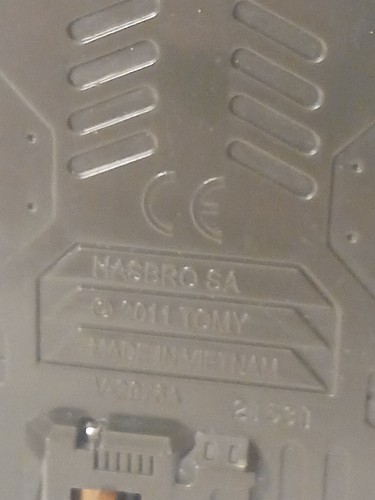 CE
HASBRO SA
© 2011 TOMY
MADE IN VIETNAM